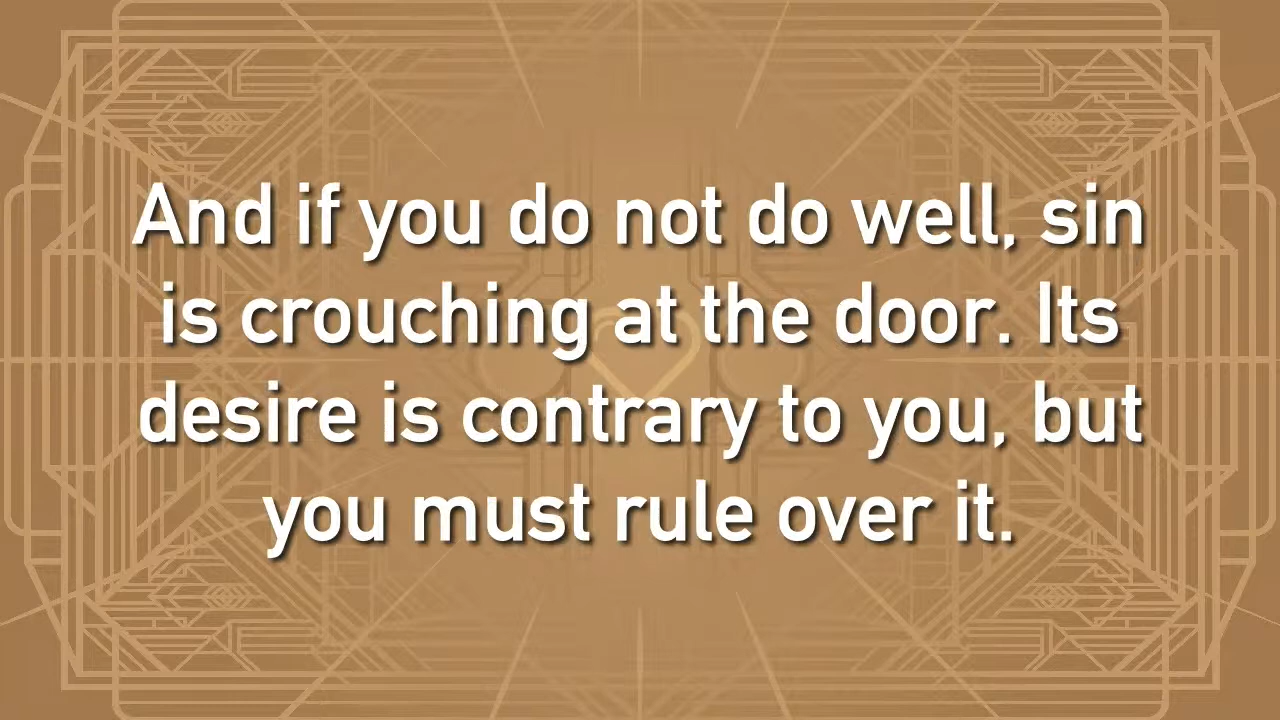 And if you do not do well, sin
is crouching at the door. Its
desire is contrary to you, but
you must rule over it.